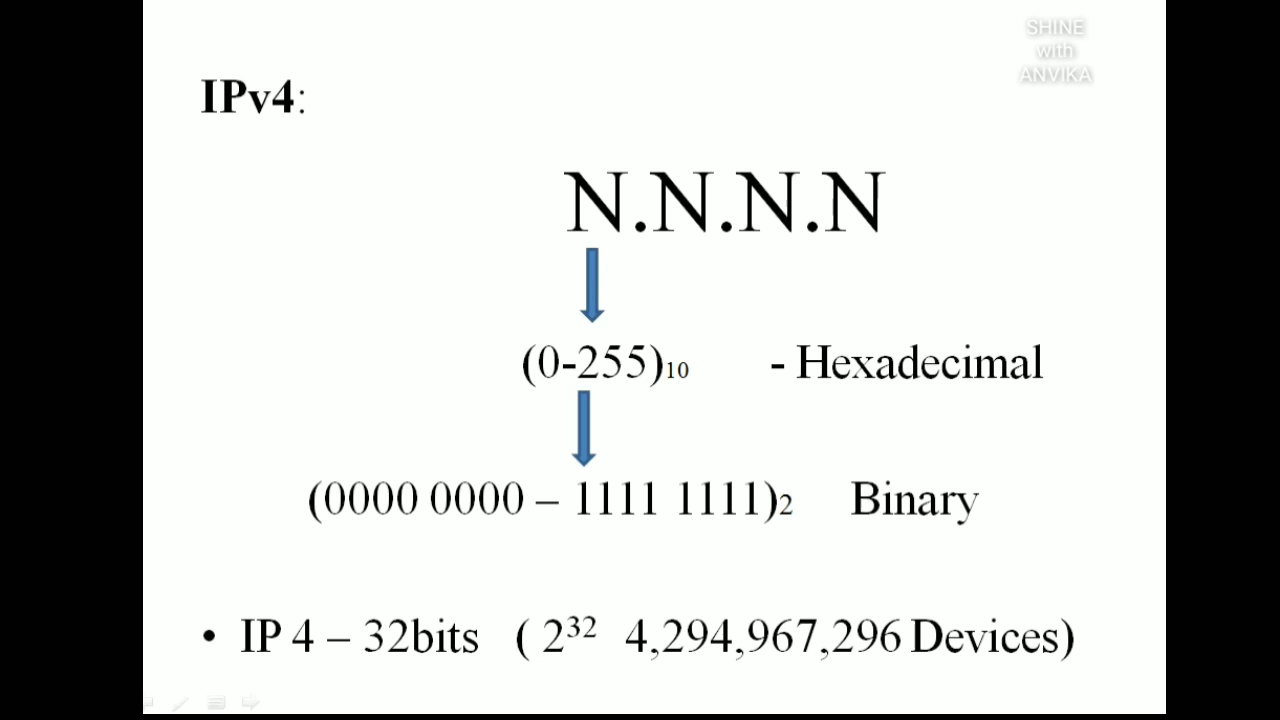 SHINE
with
ANVIKA
IPv4:
N.N.N.N
(0-255)10 - Hexadecimal
(0000 0000 – 1111 1111)2 Binary
• IP 4 – 32bits ( 2³² 4,294,967,296 Devices)